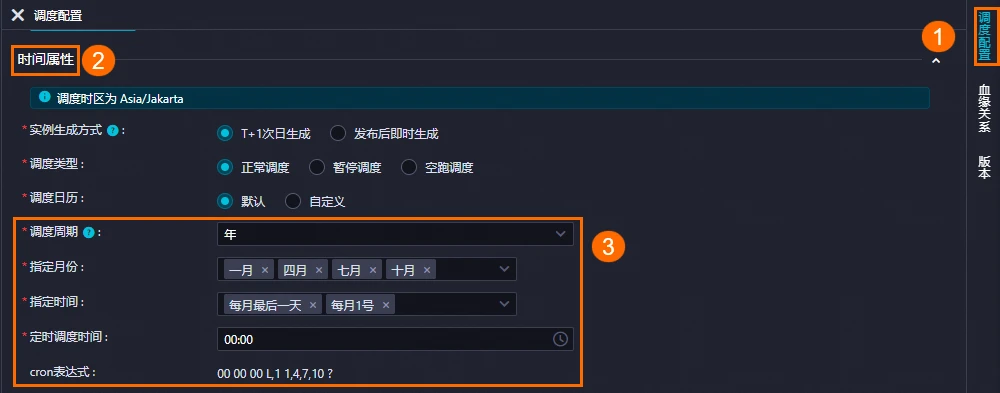 调度配置
1
调度配置
时间属性
2
调度时区为 Asia/Jakarta
血缘关系
* 实例生成方式 ? :
T+1次日生成
发布后即时生成
* 调度类型 :
正常调度
暂停调度
空跑调度
版本
* 调度日历 :
默认
自定义
* 调度周期 ? :
年
3
* 指定月份 :
一月 ×
四月 ×
七月 ×
十月 ×
* 指定时间 :
每月最后一天 ×
每月1号 ×
* 定时调度时间 :
00:00
cron表达式 :
00 00 00 L,1 1,4,7,10 ?